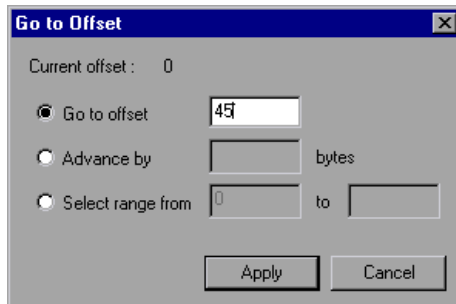 Go to Offset
Current offset : 0
Go to offset 45
Advance by bytes
Select range from 0 to
Apply Cancel